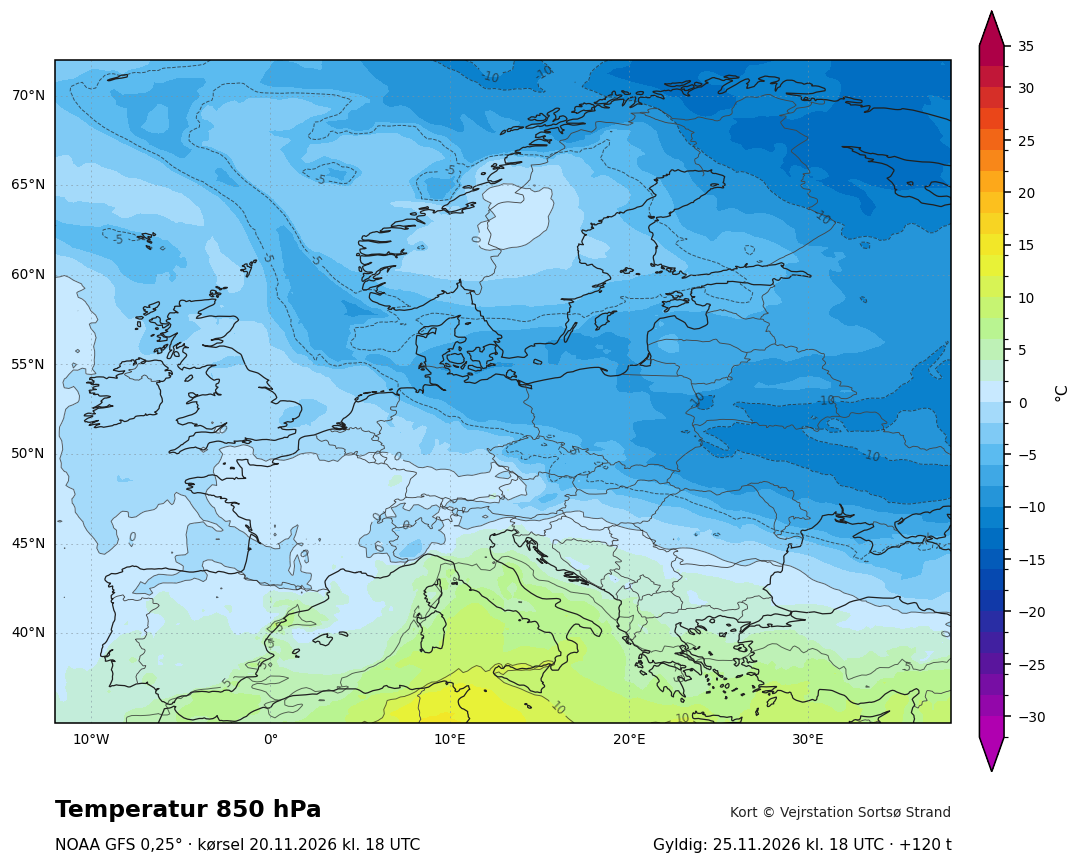 70°N
65°N
60°N
55°N
50°N
45°N
40°N
10°W
0°
10°E
20°E
30°E
35
30
25
20
15
10
5
0
−5
−10
−15
−20
−25
−30
°C
Temperatur 850 hPa
Kort © Vejrstation Sortsø Strand
NOAA GFS 0,25° · kørsel 20.11.2026 kl. 18 UTC
Gyldig: 25.11.2026 kl. 18 UTC · +120 t